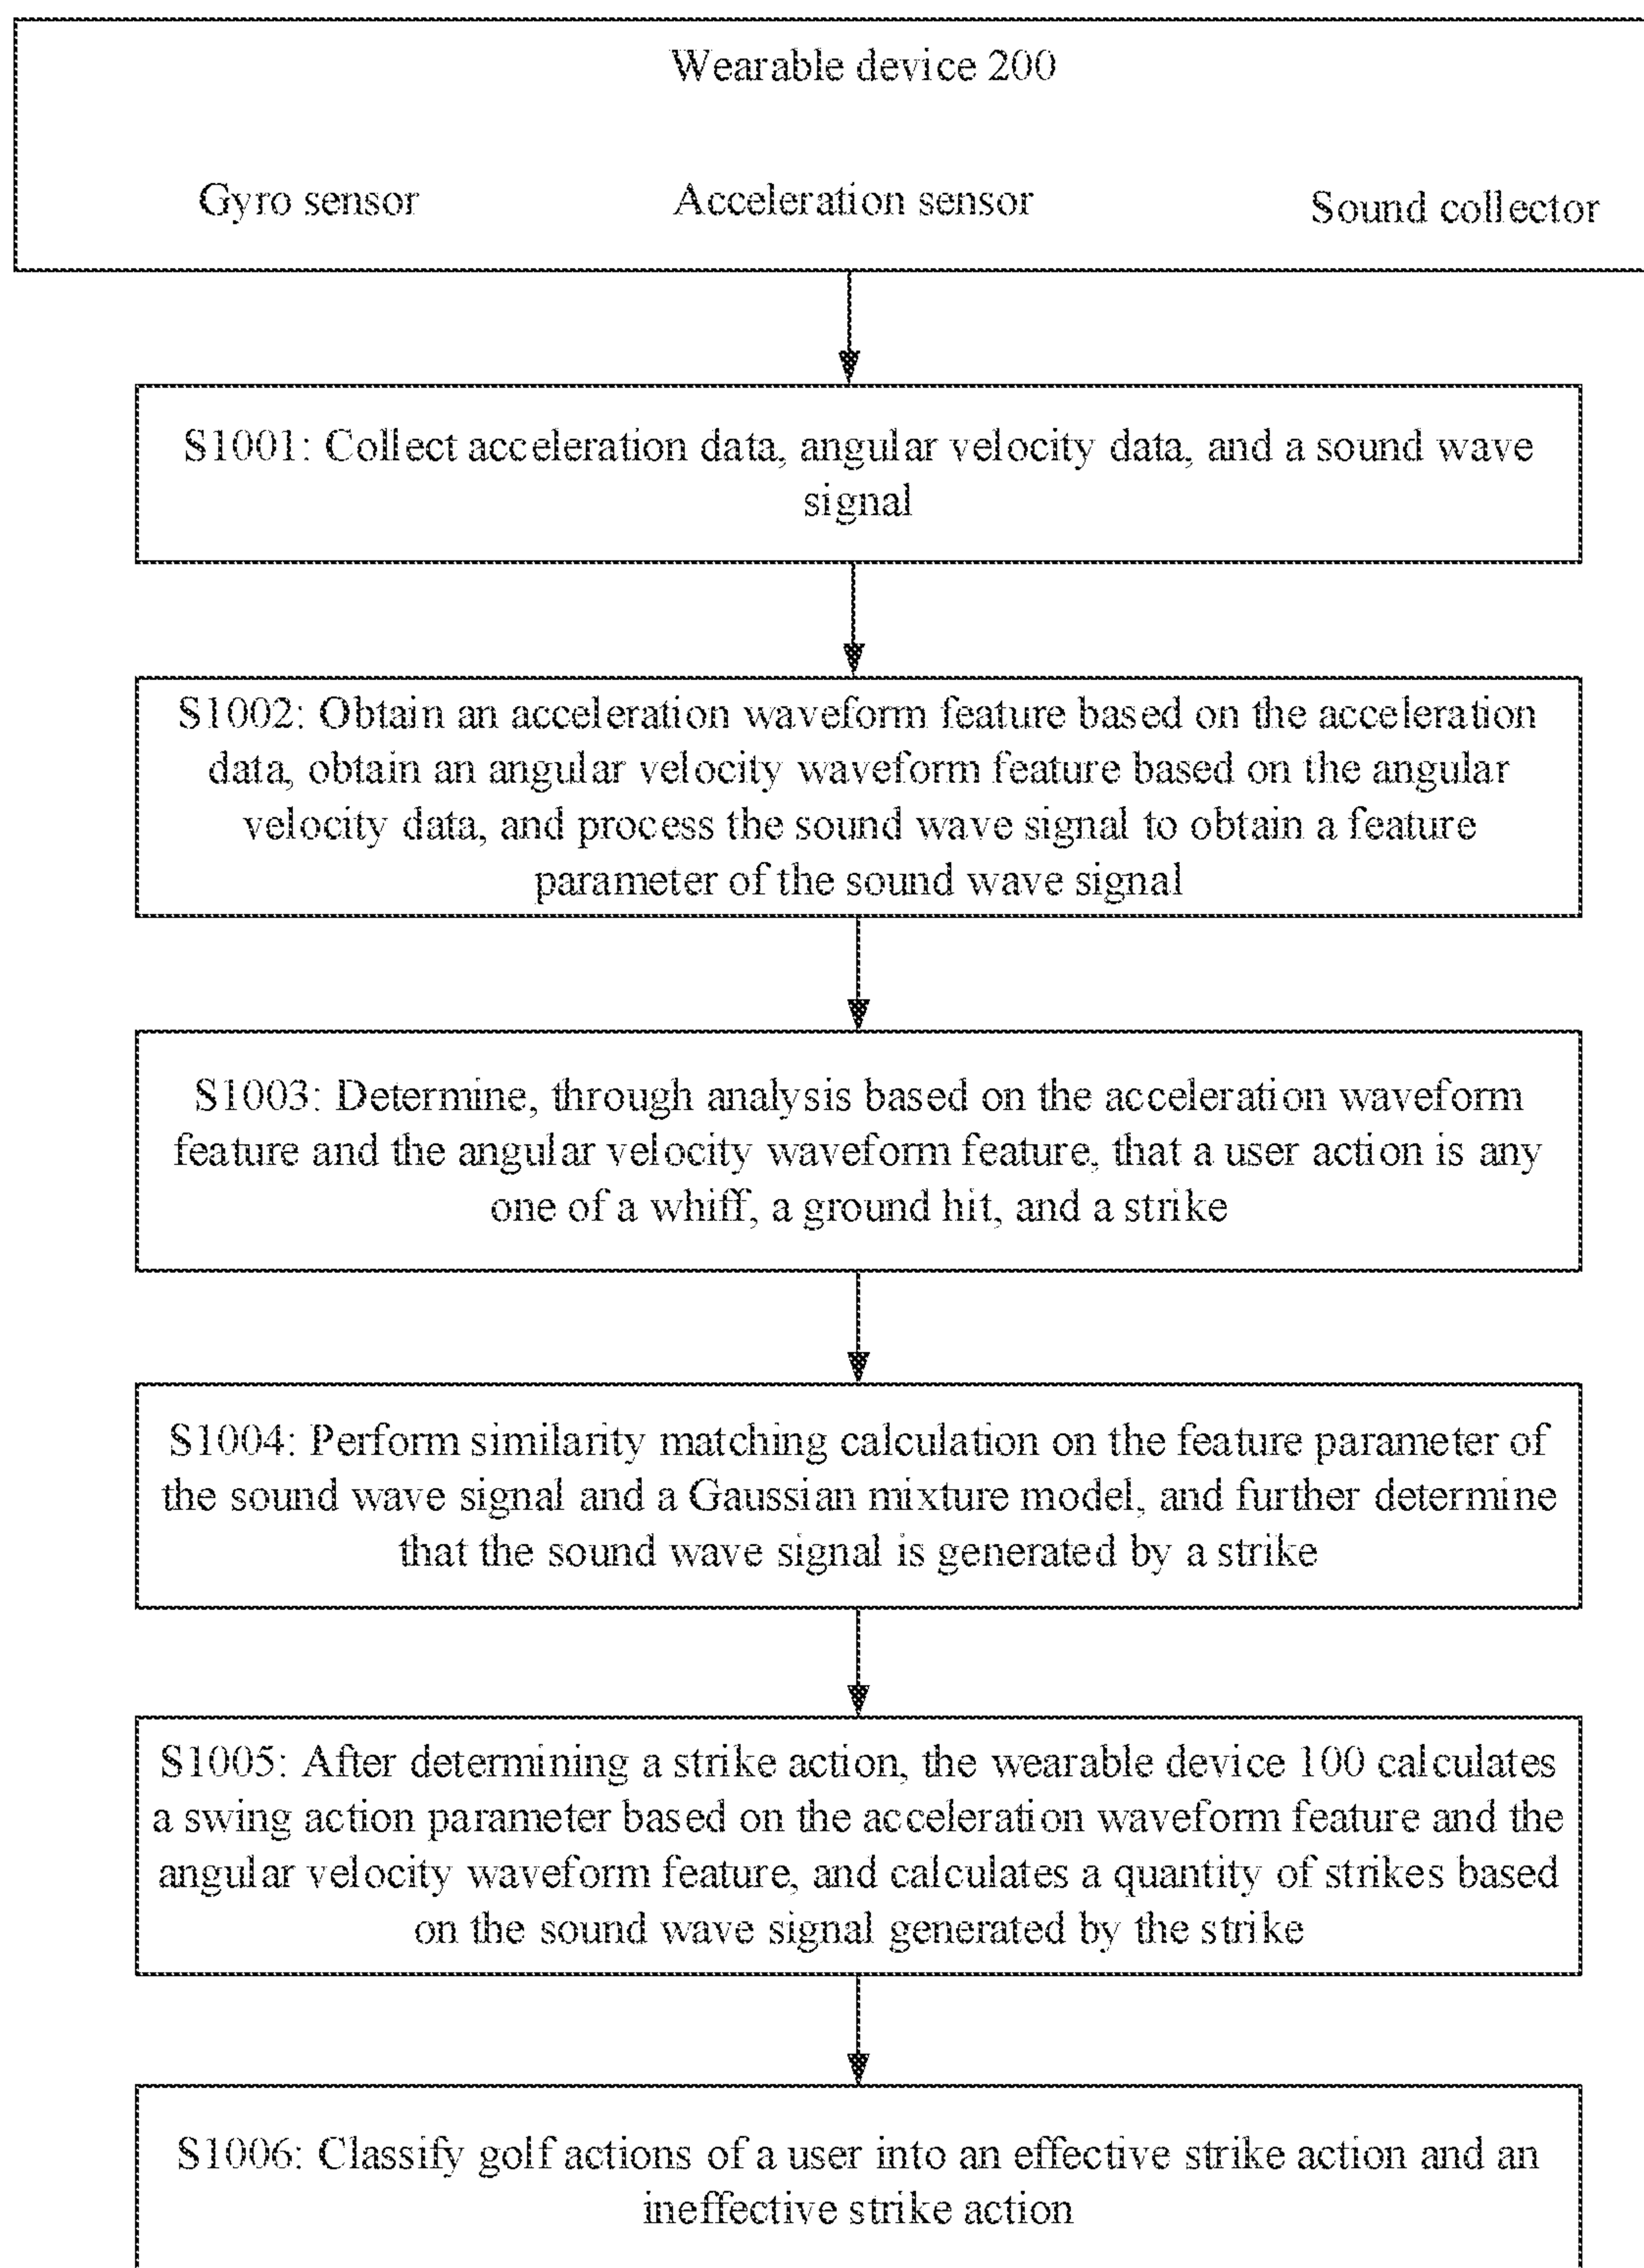 Wearable device 200
Gyro sensor
Acceleration sensor
Sound collector
S1001: Collect acceleration data, angular velocity data, and a sound wave
signal
S1002: Obtain an acceleration waveform feature based on the acceleration
data, obtain an angular velocity waveform feature based on the angular
velocity data, and process the sound wave signal to obtain a feature
parameter of the sound wave signal
S1003: Determine, through analysis based on the acceleration waveform
feature and the angular velocity waveform feature, that a user action is any
one of a whiff, a ground hit, and a strike
S1004: Perform similarity matching calculation on the feature parameter of
the sound wave signal and a Gaussian mixture model, and further determine
that the sound wave signal is generated by a strike
S1005: After determining a strike action, the wearable device 100 calculates
a swing action parameter based on the acceleration waveform feature and the
angular velocity waveform feature, and calculates a quantity of strikes based
on the sound wave signal generated by the strike
S1006: Classify golf actions of a user into an effective strike action and an
ineffective strike action